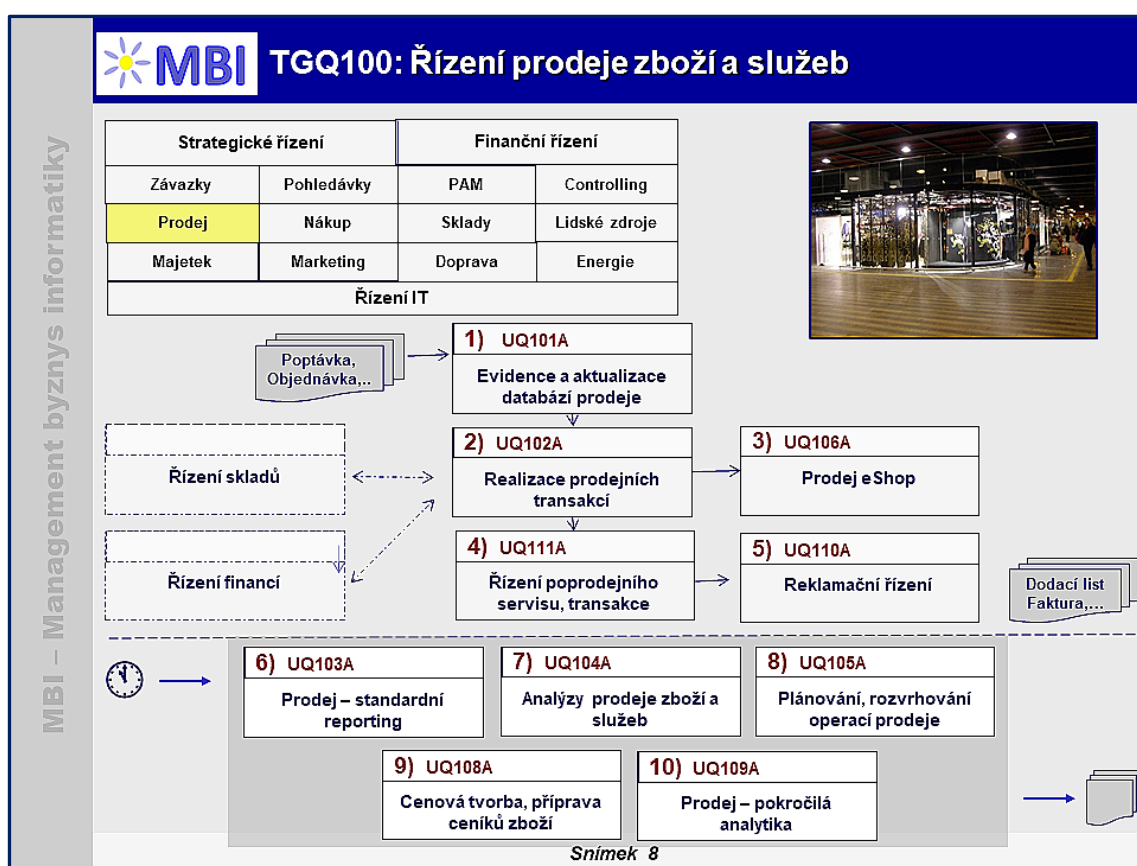 MBI – Management byznys informatiky
MBI
TGQ100: Řízení prodeje zboží a služeb
Strategické řízení
Finanční řízení
Závazky
Pohledávky
PAM
Controlling
Prodej
Nákup
Sklady
Lidské zdroje
Majetek
Marketing
Doprava
Energie
Řízení IT
Poptávka,
Objednávka,..
1) UQ101A
Evidence a aktualizace
databází prodeje
2) UQ102A
Realizace prodejních
transakcí
3) UQ106A
Prodej eShop
Řízení skladů
4) UQ111A
Řízení poprodejního
servisu, transakce
5) UQ110A
Reklamační řízení
Řízení financí
Dodací list
Faktura,...
6) UQ103A
Prodej – standardní
reporting
7) UQ104A
Analýzy prodeje zboží a
služeb
8) UQ105A
Plánování, rozvrhování
operací prodeje
9) UQ108A
Cenová tvorba, příprava
ceníků zboží
10) UQ109A
Prodej – pokročilá
analytika
Snímek 8